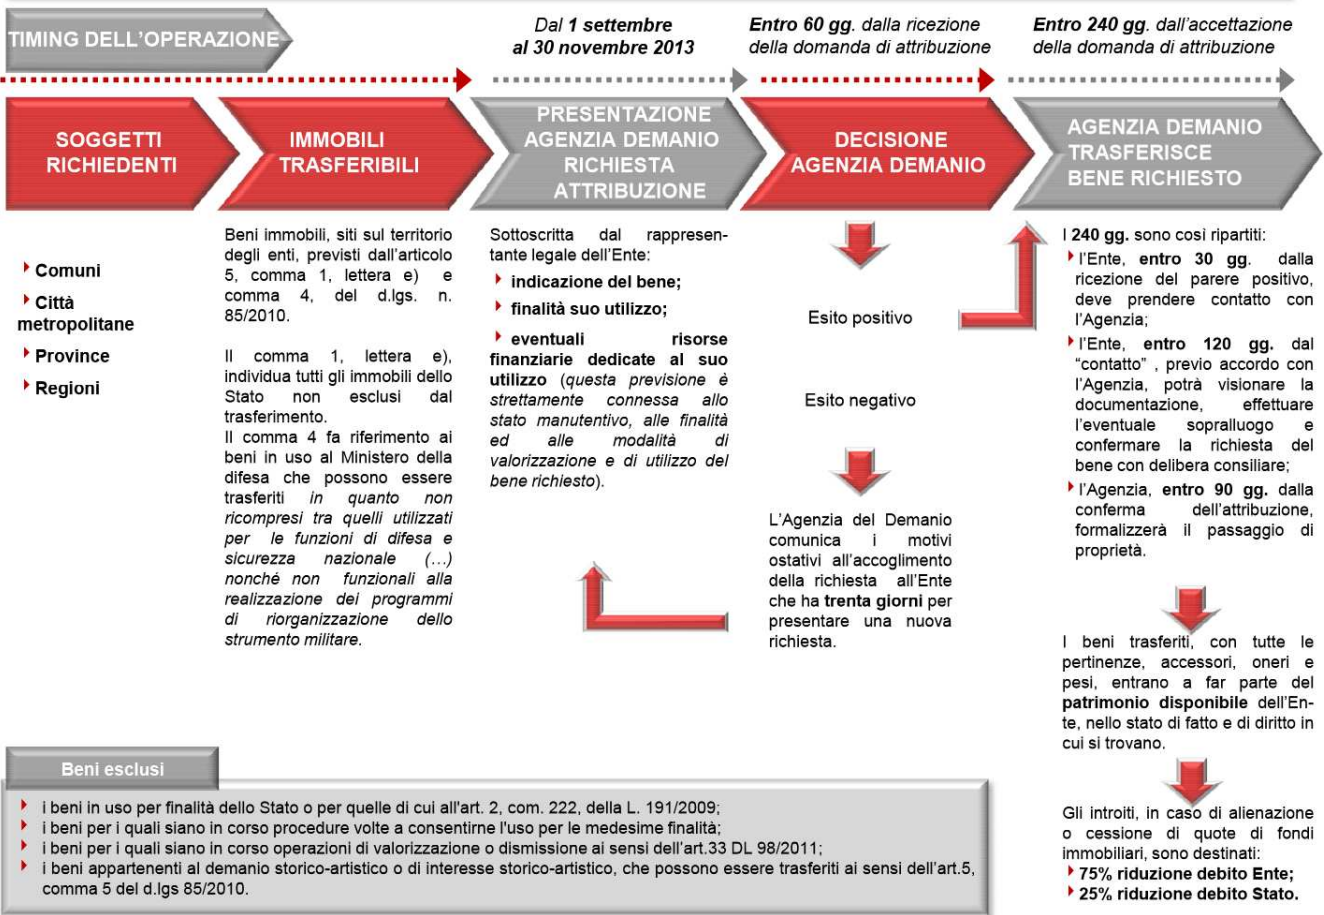 TIMING DELL'OPERAZIONE
Dal 1 settembre
al 30 novembre 2013
Entro 60 gg. dalla ricezione
della domanda di attribuzione
Entro 240 gg. dall'accettazione
della domanda di attribuzione
SOGGETTI
RICHIEDENTI
IMMOBILI
TRASFERIBILI
PRESENTAZIONE
AGENZIA DEMANIO
RICHIESTA
ATTRIBUZIONE
DECISIONE
AGENZIA DEMANIO
AGENZIA DEMANIO
TRASFERISCE
BENE RICHIESTO
Comuni
Città
metropolitane
Province
Regioni
Beni immobili, siti sul territorio
degli enti, previsti dall'articolo
5, comma 1, lettera e) e
comma 4, del d.lgs. n.
85/2010.
Il comma 1, lettera e),
individua tutti gli immobili dello
Stato non esclusi dal
trasferimento.
Il comma 4 fa riferimento ai
beni in uso al Ministero della
difesa che possono essere
trasferiti in quanto non
ricompresi tra quelli utilizzati
per le funzioni di difesa e
sicurezza nazionale (…)
nonché non funzionali alla
realizzazione dei programmi
di riorganizzazione dello
strumento militare.
Sottoscritta dal rappresen-
tante legale dell'Ente:
indicazione del bene;
finalità suo utilizzo;
eventuali risorse
finanziarie dedicate al suo
utilizzo (questa previsione è
strettamente connessa allo
stato manutentivo, alle finalità
ed alle modalità di
valorizzazione e di utilizzo del
bene richiesto).
Esito positivo
Esito negativo
L'Agenzia del Demanio
comunica i motivi
ostativi all'accoglimento
della richiesta all'Ente
che ha trenta giorni per
presentare una nuova
richiesta.
I 240 gg. sono così ripartiti:
l'Ente, entro 30 gg. dalla
ricezione del parere positivo,
deve prendere contatto con
l'Agenzia;
l'Ente, entro 120 gg. dal
“contatto” , previo accordo con
l'Agenzia, potrà visionare la
documentazione, effettuare
l'eventuale sopralluogo e
confermare la richiesta del
bene con delibera consiliare;
l'Agenzia, entro 90 gg. dalla
conferma dell'attribuzione,
formalizzerà il passaggio di
proprietà.
I beni trasferiti, con tutte le
pertinenze, accessori, oneri e
pesi, entrano a far parte del
patrimonio disponibile dell'En-
te, nello stato di fatto e di diritto in
cui si trovano.
Gli introiti, in caso di alienazione
o cessione di quote di fondi
immobiliari, sono destinati:
75% riduzione debito Ente;
25% riduzione debito Stato.
Beni esclusi
i beni in uso per finalità dello Stato o per quelle di cui all'art. 2, com. 222, della L. 191/2009;
i beni per i quali siano in corso procedure volte a consentirne l'uso per le medesime finalità;
i beni per i quali siano in corso operazioni di valorizzazione o dismissione ai sensi dell'art.33 DL 98/2011;
i beni appartenenti al demanio storico-artistico o di interesse storico-artistico, che possono essere trasferiti ai sensi dell'art.5,
comma 5 del d.lgs 85/2010.